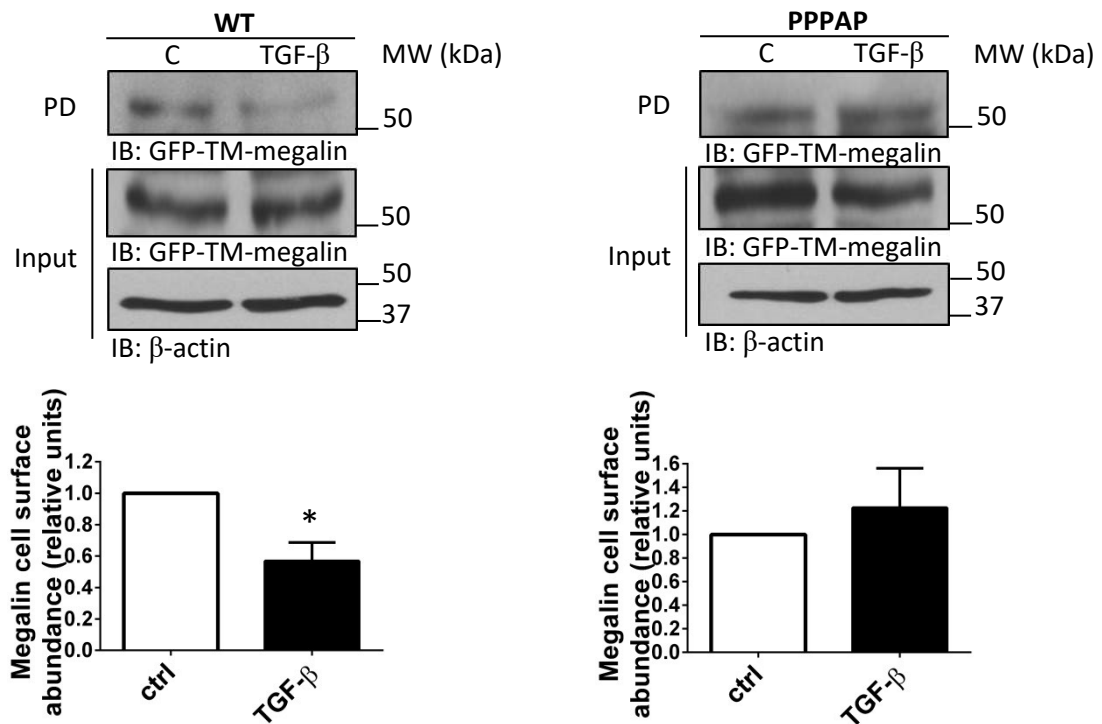 WT
C TGF-β MW (kDa)
PD
50
IB: GFP-TM-megalin
Input
50
IB: GFP-TM-megalin
50
37
IB: β-actin
Megalin cell surface
abundance (relative units)
1.2
1.0
0.8
0.6
0.4
0.2
0.0
*
ctrl
TGF-β
PPPAP
C TGF-β MW (kDa)
PD
50
IB: GFP-TM-megalin
Input
50
IB: GFP-TM-megalin
50
37
IB: β-actin
Megalin cell surface
abundance (relative units)
1.6
1.4
1.2
1.0
0.8
0.6
0.4
0.2
0.0
ctrl
TGF-β